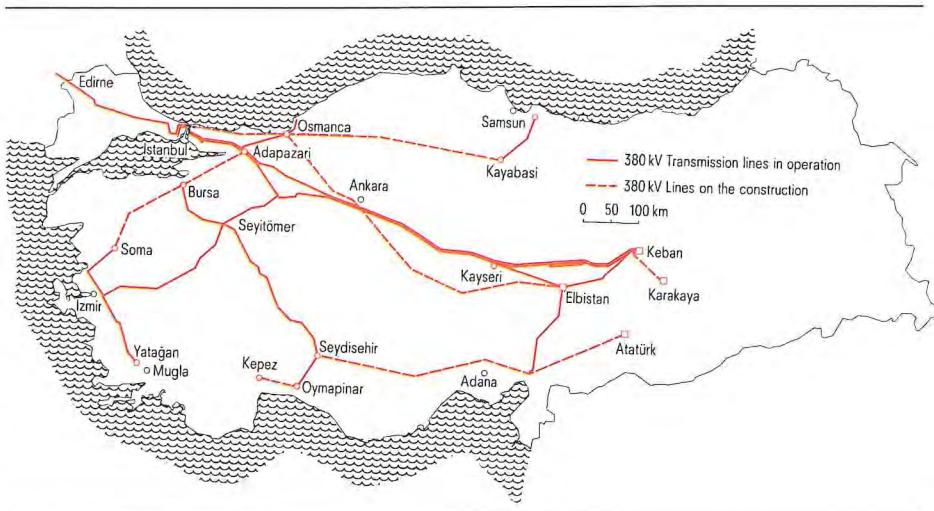 Edirne
Istanbul
Osmanca
Adapazari
Samsun
Kayabasi
380 kV Transmission lines in operation
380 kV Lines on the construction
0 50 100 km
Bursa
Ankara
Seyitömer
Soma
Izmir
Kayseri
Elbistan
Keban
Karakaya
Yatağan
Mugla
Kepez
Seydisehir
Oymapinar
Adana
Atatürk